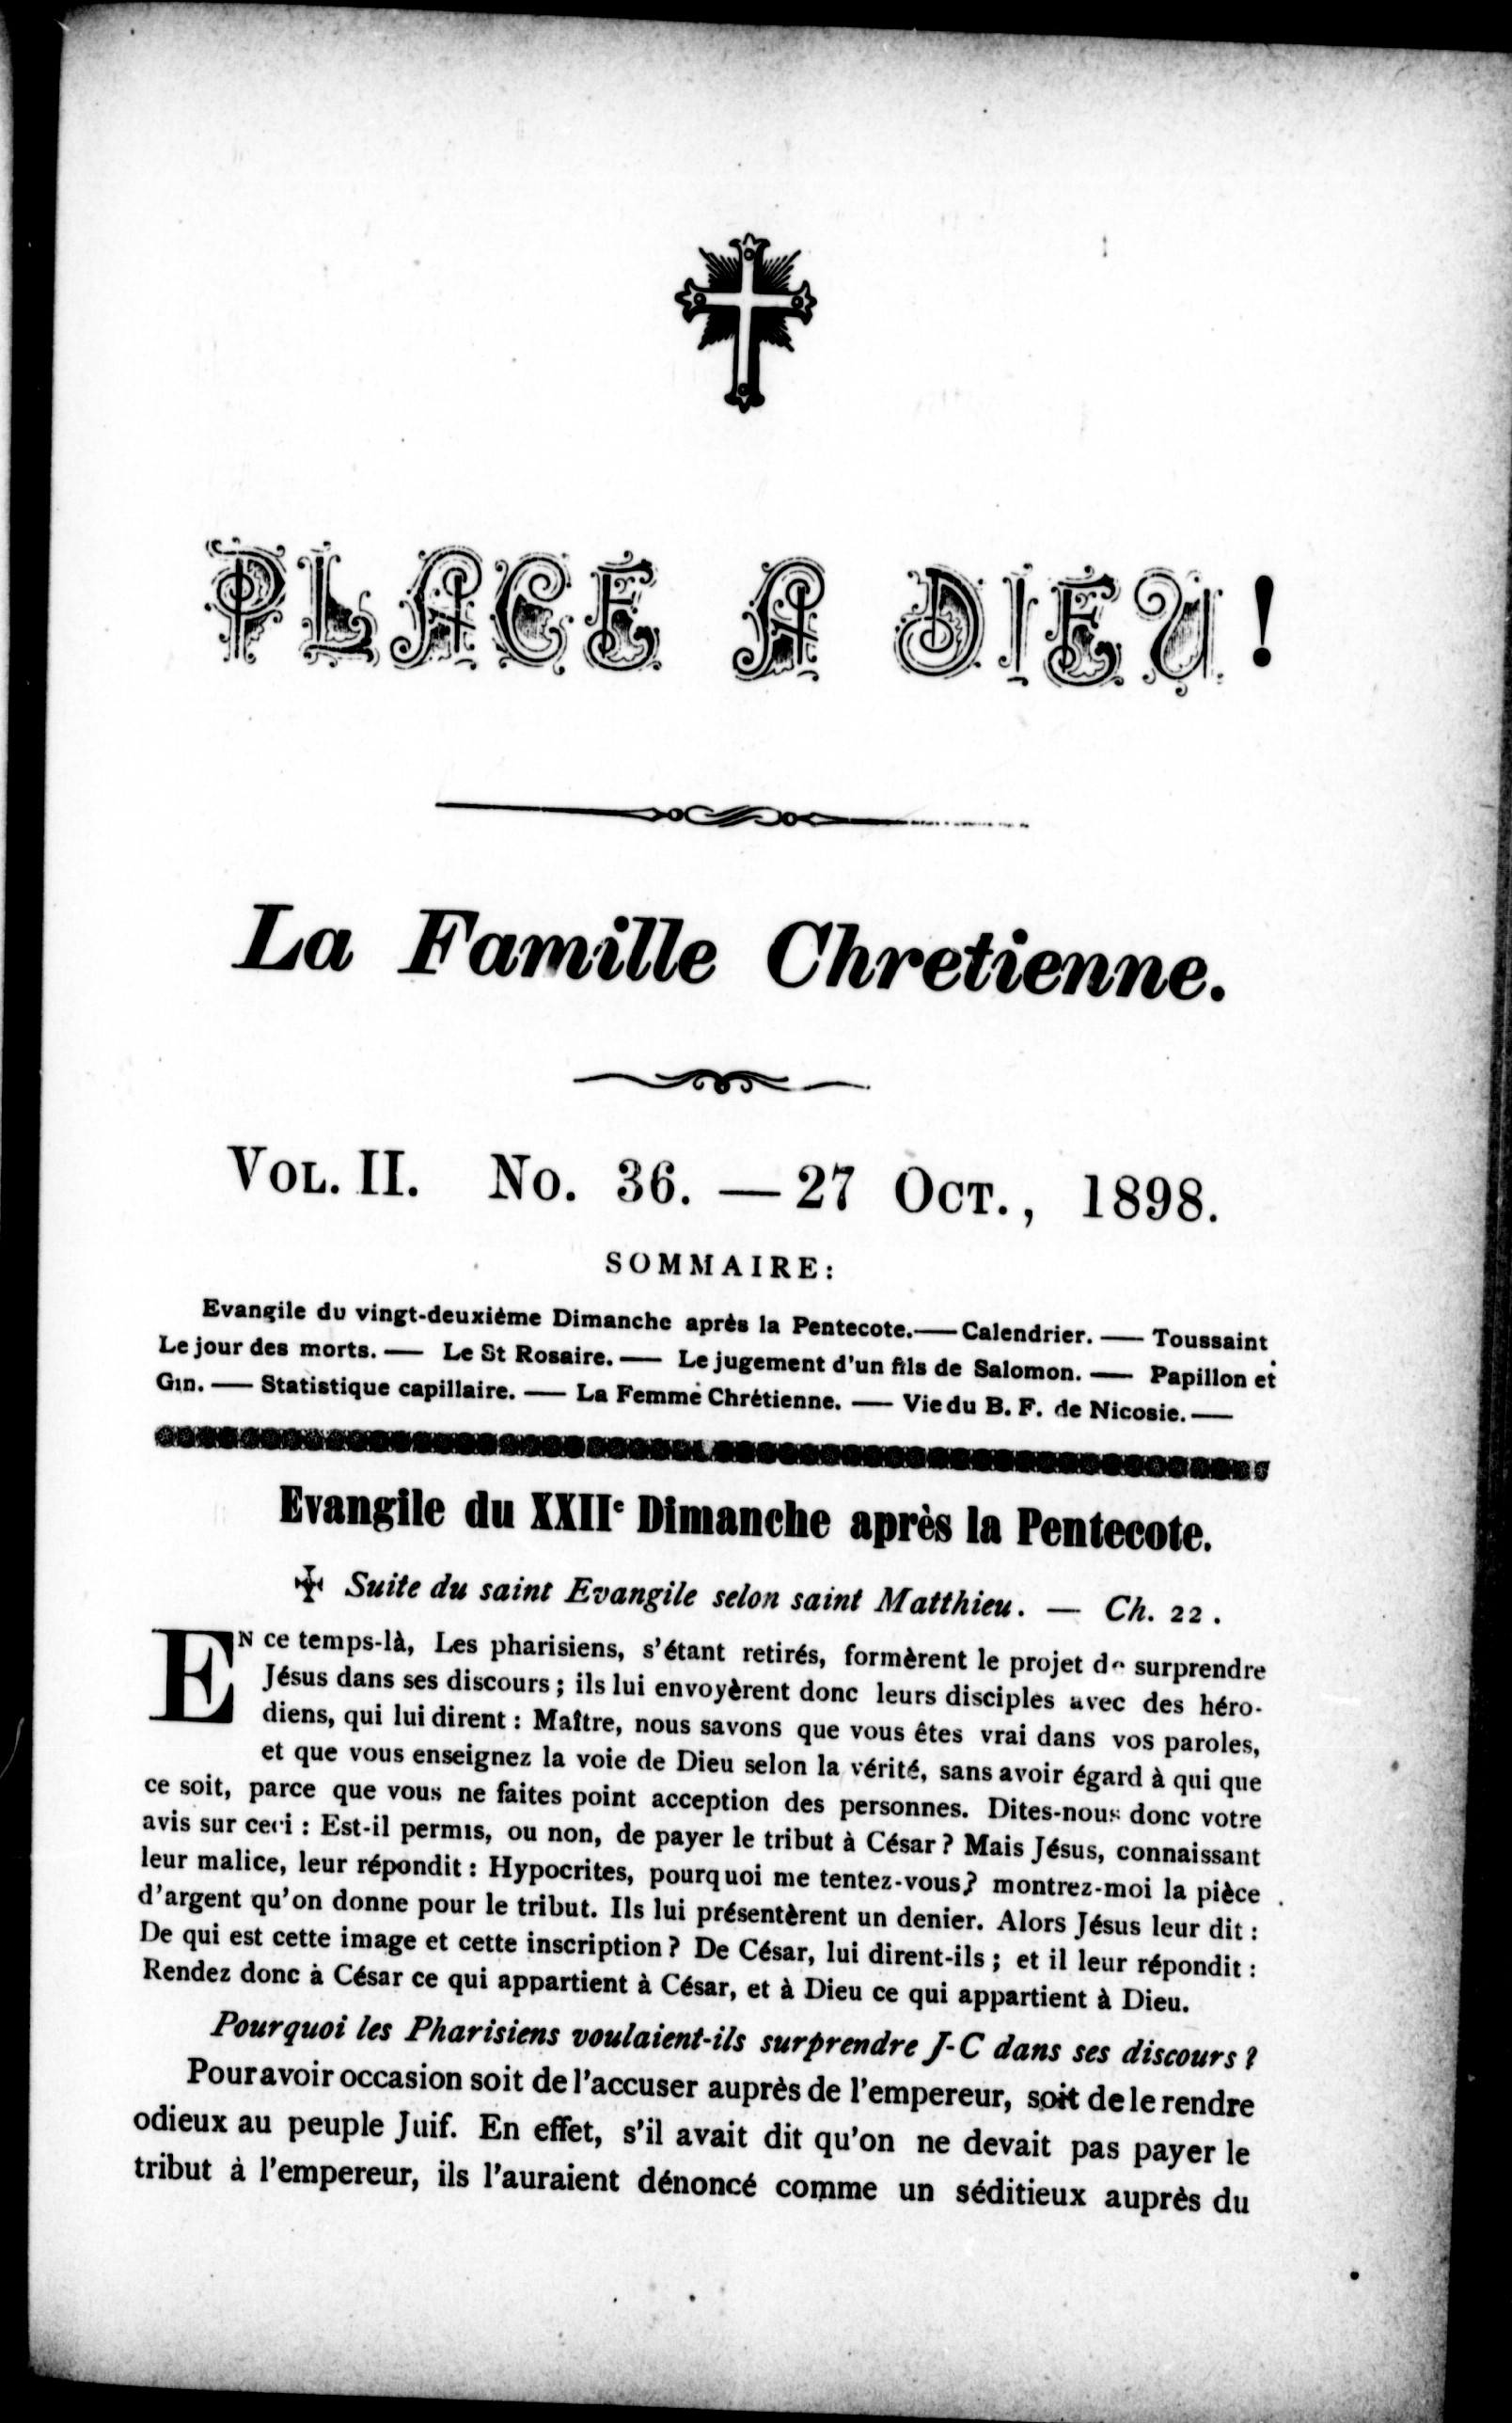 PLACE A DIEU!
La Famille Chretienne.
VOL. II. No. 36. — 27 OCT., 1898.
SOMMAIRE:
Evangile du vingt-deuxième Dimanche après la Pentecote.—Calendrier. — Toussaint
Le jour des morts. — Le St Rosaire. — Le jugement d'un fils de Salomon. — Papillon et
Gin. — Statistique capillaire. — La Femme Chrétienne. — Vie du B. F. de Nicosie.—
Evangile du XXIIe Dimanche après la Pentecote.
✠ Suite du saint Evangile selon saint Matthieu. — Ch. 22.
EN ce temps-là, Les pharisiens, s'étant retirés, formèrent le projet de surprendre
Jésus dans ses discours; ils lui envoyèrent donc leurs disciples avec des héro-
diens, qui lui dirent: Maître, nous savons que vous êtes vrai dans vos paroles,
et que vous enseignez la voie de Dieu selon la vérité, sans avoir égard à qui que
ce soit, parce que vous ne faites point acception des personnes. Dites-nous donc votre
avis sur ceci: Est-il permis, ou non, de payer le tribut à César? Mais Jésus, connaissant
leur malice, leur répondit: Hypocrites, pourquoi me tentez-vous? montrez-moi la pièce
d'argent qu'on donne pour le tribut. Ils lui présentèrent un denier. Alors Jésus leur dit:
De qui est cette image et cette inscription? De César, lui dirent-ils; et il leur répondit:
Rendez donc à César ce qui appartient à César, et à Dieu ce qui appartient à Dieu.
Pourquoi les Pharisiens voulaient-ils surprendre J-C dans ses discours?
Pour avoir occasion soit de l'accuser auprès de l'empereur, soit de le rendre
odieux au peuple Juif. En effet, s'il avait dit qu'on ne devait pas payer le
tribut à l'empereur, ils l'auraient dénoncé comme un séditieux auprès du